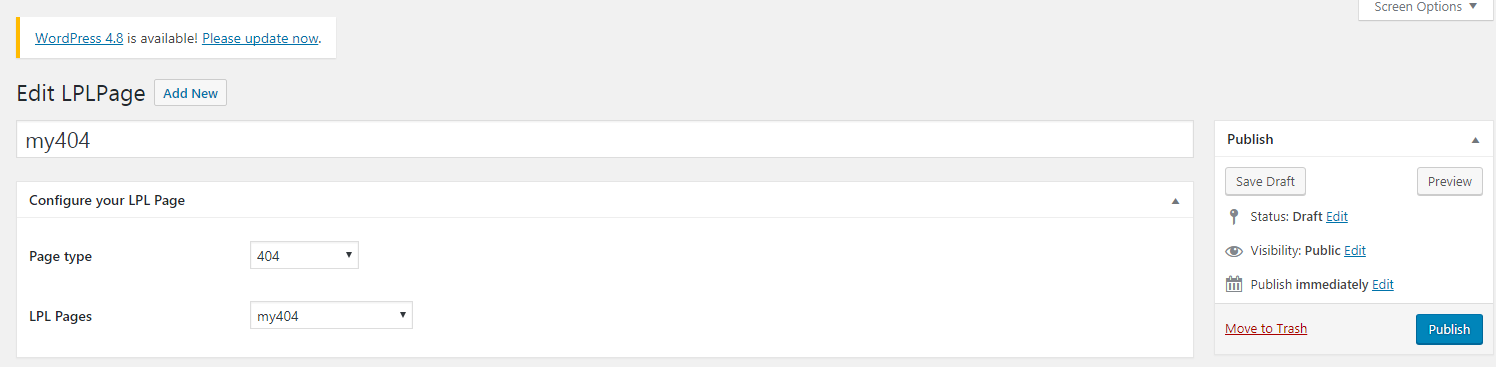 Screen Options
WordPress 4.8 is available! Please update now.
Edit LPLPage Add New
my404
Configure your LPL Page
Page type 404
LPL Pages my404
Publish
Save Draft Preview
Status: Draft Edit
Visibility: Public Edit
Publish immediately Edit
Move to Trash Publish